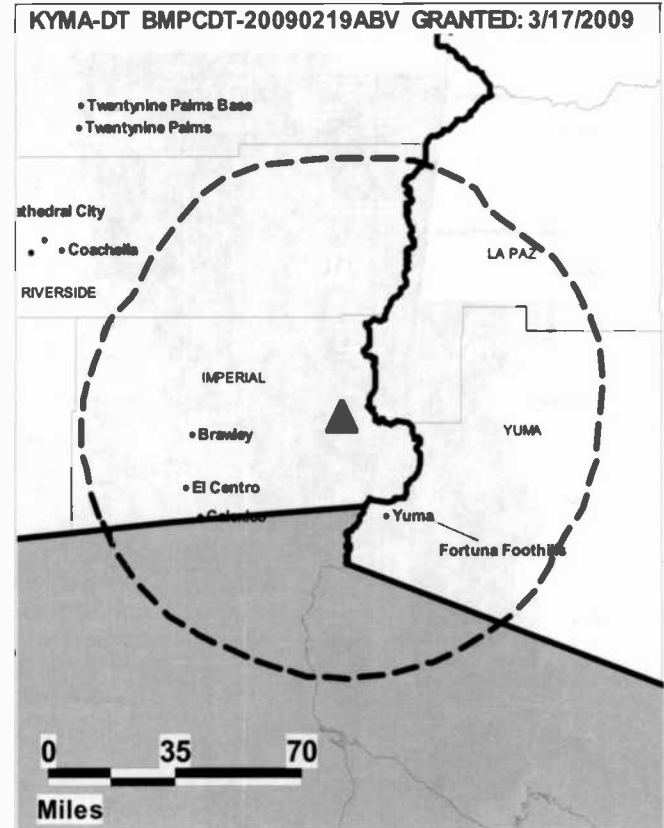 KYMA-DT BMPCDT-20090219ABV GRANTED: 3/17/2009
Twentynine Palms Base
Twentynine Palms
athedral City
Coachella
LA PAZ
RIVERSIDE
IMPERIAL
Brawley
YUMA
El Centro
Yuma
Fortuna Foothills
0 35 70
Miles